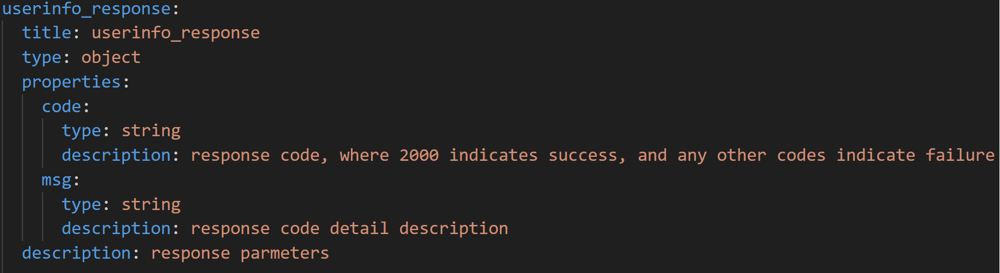 userinfo_response:
  title: userinfo_response
  type: object
  properties:
    code:
      type: string
      description: response code, where 2000 indicates success, and any other codes indicate failure
    msg:
      type: string
      description: response code detail description
  description: response parmeters